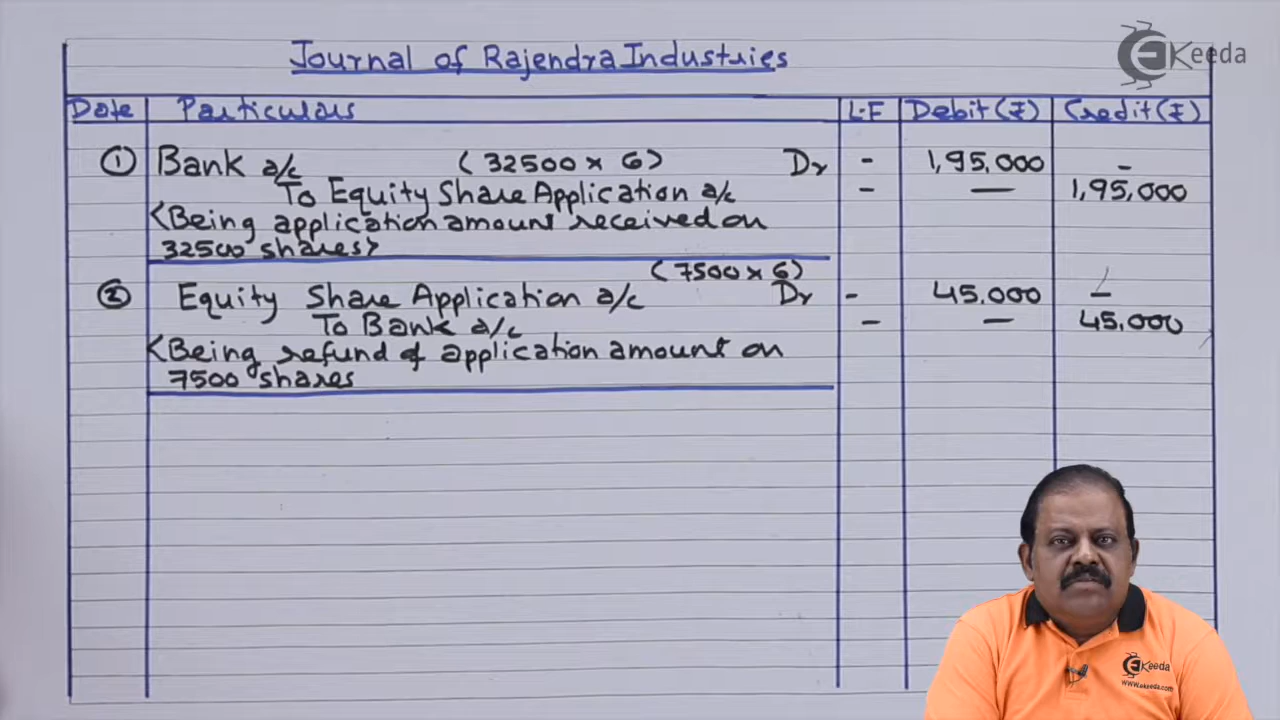 Journal of Rajendra Industries
EKeeda
Date Particulars L.F Debit (₹) Credit (₹)
① Bank a/c (32500 x 6) Dr - 1,95,000 -
To Equity Share Application a/c - — 1,95,000
<Being application amount received on
32500 shares>
(7500 x 6)
② Equity Share Application a/c Dr - 45,000 -
To Bank a/c - — 45,000
<Being refund of application amount on
7500 shares
EKeeda
www.ekeeda.com